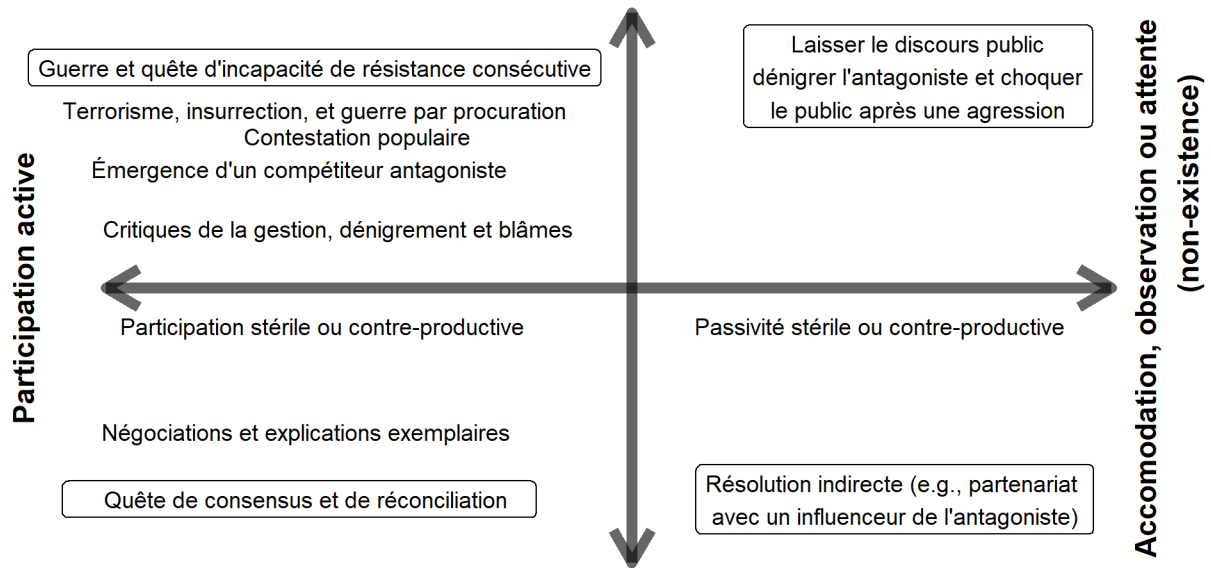 Participation active
Guerre et quête d'incapacité de résistance consécutive
Terrorisme, insurrection, et guerre par procuration
Contestation populaire
Émergence d'un compétiteur antagoniste
Critiques de la gestion, dénigrement et blâmes
Participation stérile ou contre-productive
Négociations et explications exemplaires
Quête de consensus et de réconciliation
Laisser le discours public
dénigrer l'antagoniste et choquer
le public après une agression
Passivité stérile ou contre-productive
Résolution indirecte (e.g., partenariat
avec un influenceur de l'antagoniste)
Accomodation, observation ou attente
(non-existence)